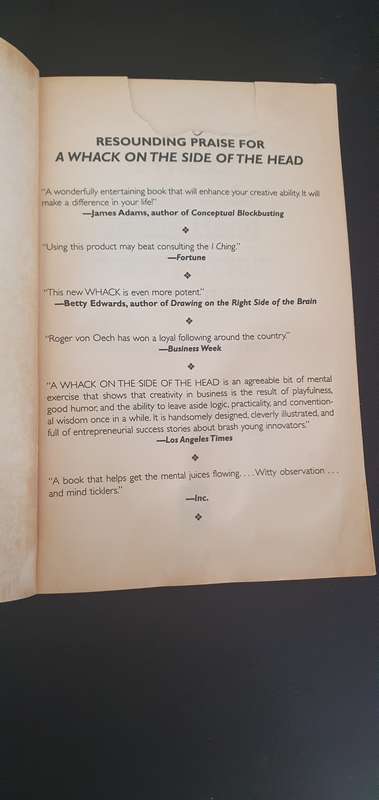 RESOUNDING PRAISE FOR
A WHACK ON THE SIDE OF THE HEAD
"A wonderfully entertaining book that will enhance your creative ability. It will
make a difference in your life!"
—James Adams, author of Conceptual Blockbusting
"Using this product may beat consulting the I Ching."
—Fortune
"This new WHACK is even more potent."
—Betty Edwards, author of Drawing on the Right Side of the Brain
"Roger von Oech has won a loyal following around the country."
—Business Week
"A WHACK ON THE SIDE OF THE HEAD is an agreeable bit of mental
exercise that shows that creativity in business is the result of playfulness,
good humor, and the ability to leave aside logic, practicality, and convention-
al wisdom once in a while. It is handsomely designed, cleverly illustrated, and
full of entrepreneurial success stories about brash young innovators."
—Los Angeles Times
"A book that helps get the mental juices flowing. . . . Witty observation . . .
and mind ticklers."
—Inc.